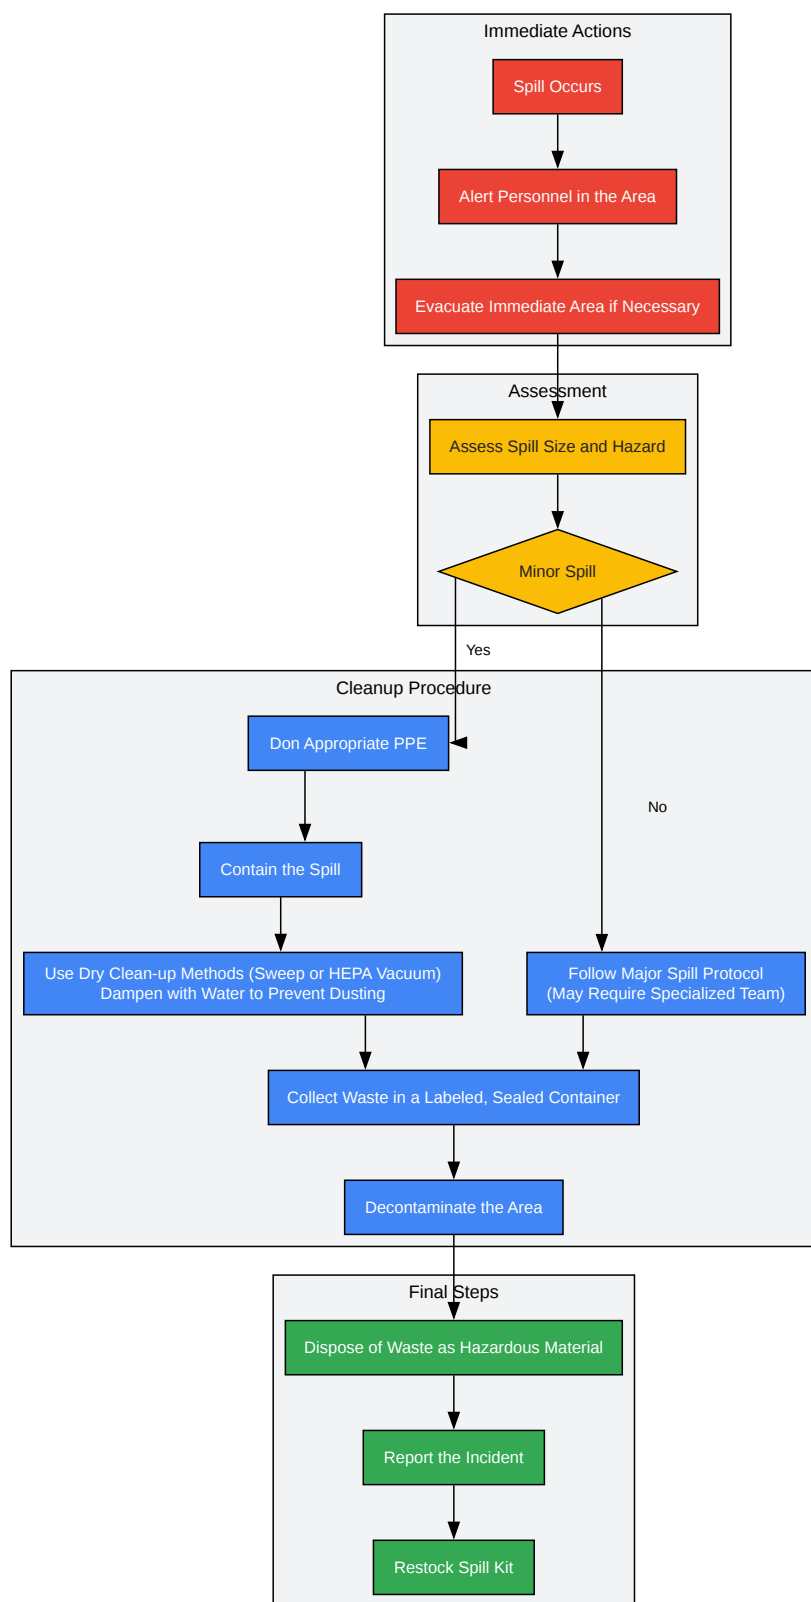 Immediate Actions
Spill Occurs
Alert Personnel in the Area
Evacuate Immediate Area if Necessary
Assessment
Assess Spill Size and Hazard
Minor Spill
Yes
Cleanup Procedure
Don Appropriate PPE
No
Contain the Spill
Use Dry Clean-up Methods (Sweep or HEPA Vacuum)
Dampen with Water to Prevent Dusting
Follow Major Spill Protocol
(May Require Specialized Team)
Collect Waste in a Labeled, Sealed Container
Decontaminate the Area
Final Steps
Dispose of Waste as Hazardous Material
Report the Incident
Restock Spill Kit